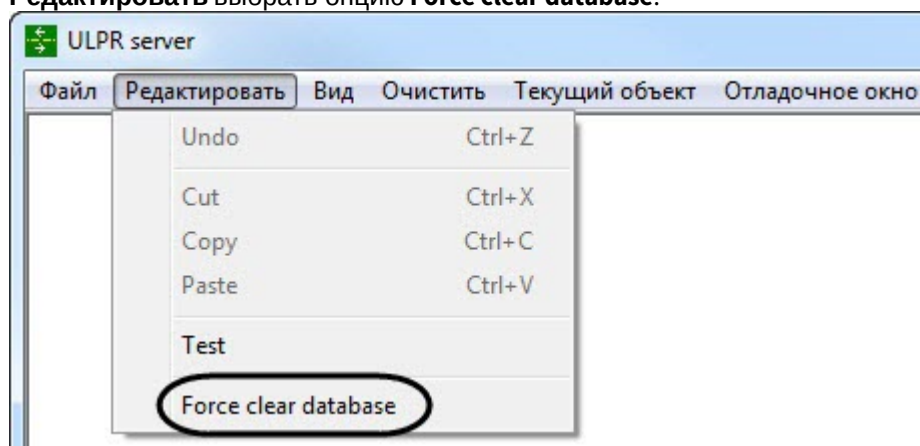 Редактировать выбрать опцию Force clear database.
ULPR server
Файл Редактировать Вид Очистить Текущий объект Отладочное окно
Undo Ctrl+Z
Cut Ctrl+X
Copy Ctrl+C
Paste Ctrl+V
Test
Force clear database